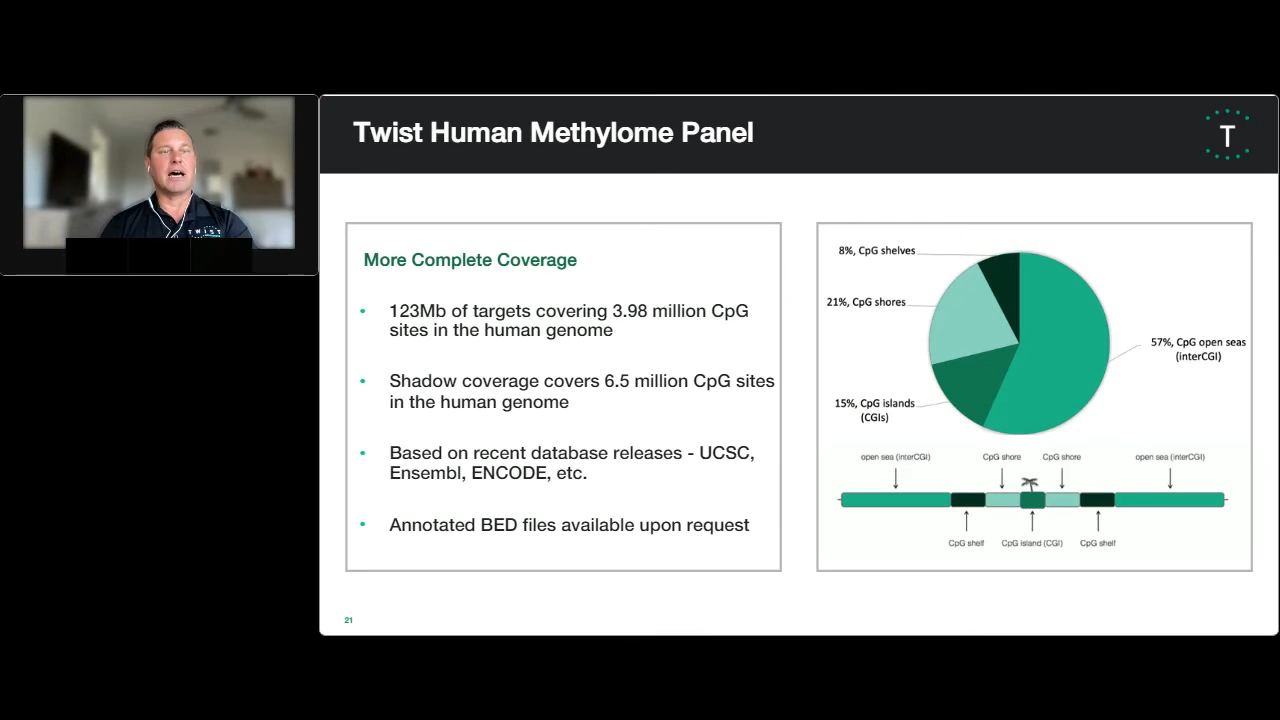 Twist Human Methylome Panel
T
TWIST
More Complete Coverage
• 123Mb of targets covering 3.98 million CpG
sites in the human genome
• Shadow coverage covers 6.5 million CpG sites
in the human genome
• Based on recent database releases - UCSC,
Ensembl, ENCODE, etc.
• Annotated BED files available upon request
8%, CpG shelves
21%, CpG shores
57%, CpG open seas
(interCGI)
15%, CpG islands
(CGIs)
open sea (interCGI)
CpG shore
CpG shore
open sea (interCGI)
CpG shelf
CpG island (CGI)
CpG shelf
21